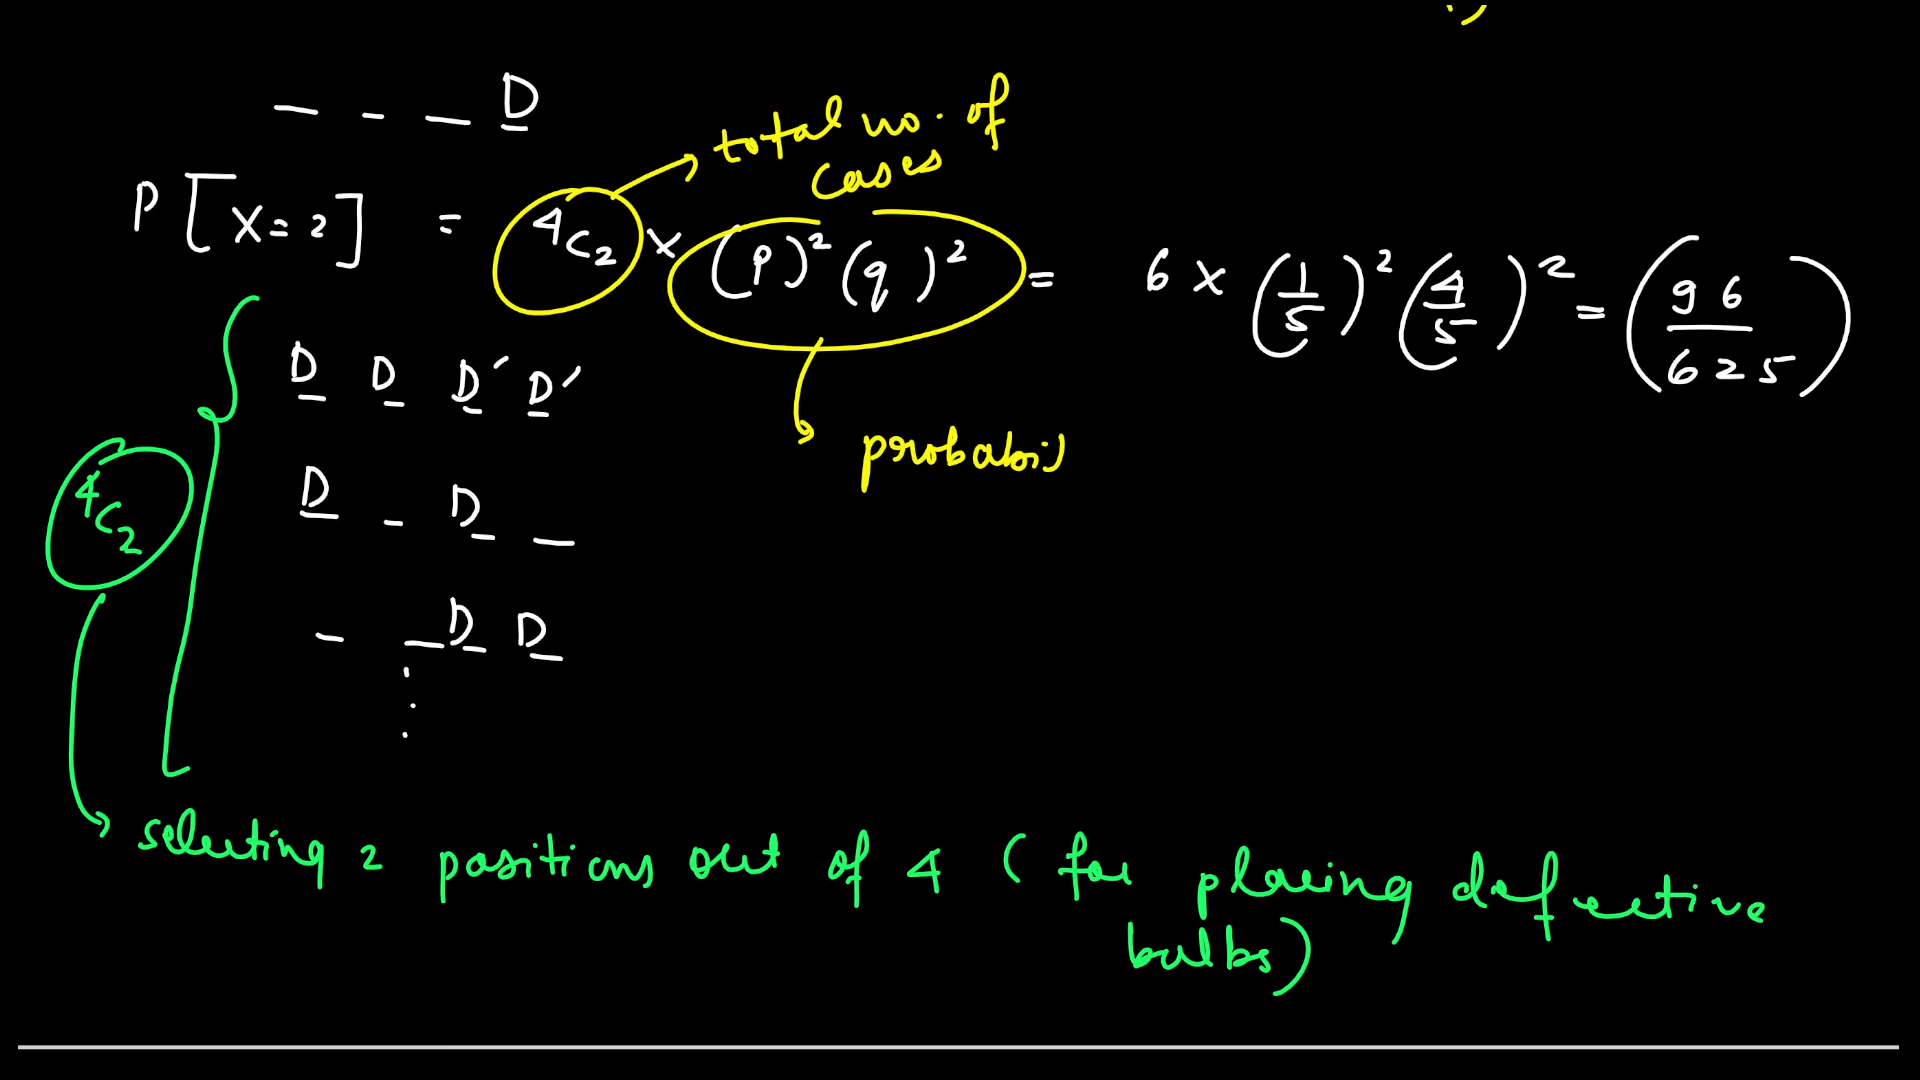 _ _ _ D
total no. of
cases
P[X=2] = ⁴C₂ × (p)²(q)² = 6 × (1/5)² (4/5)² = (96/625)
D D D' D'
probabi
D _ D _
⁴C₂
_ _ D D
selecting 2 positions out of 4 (for placing defective
bulbs)